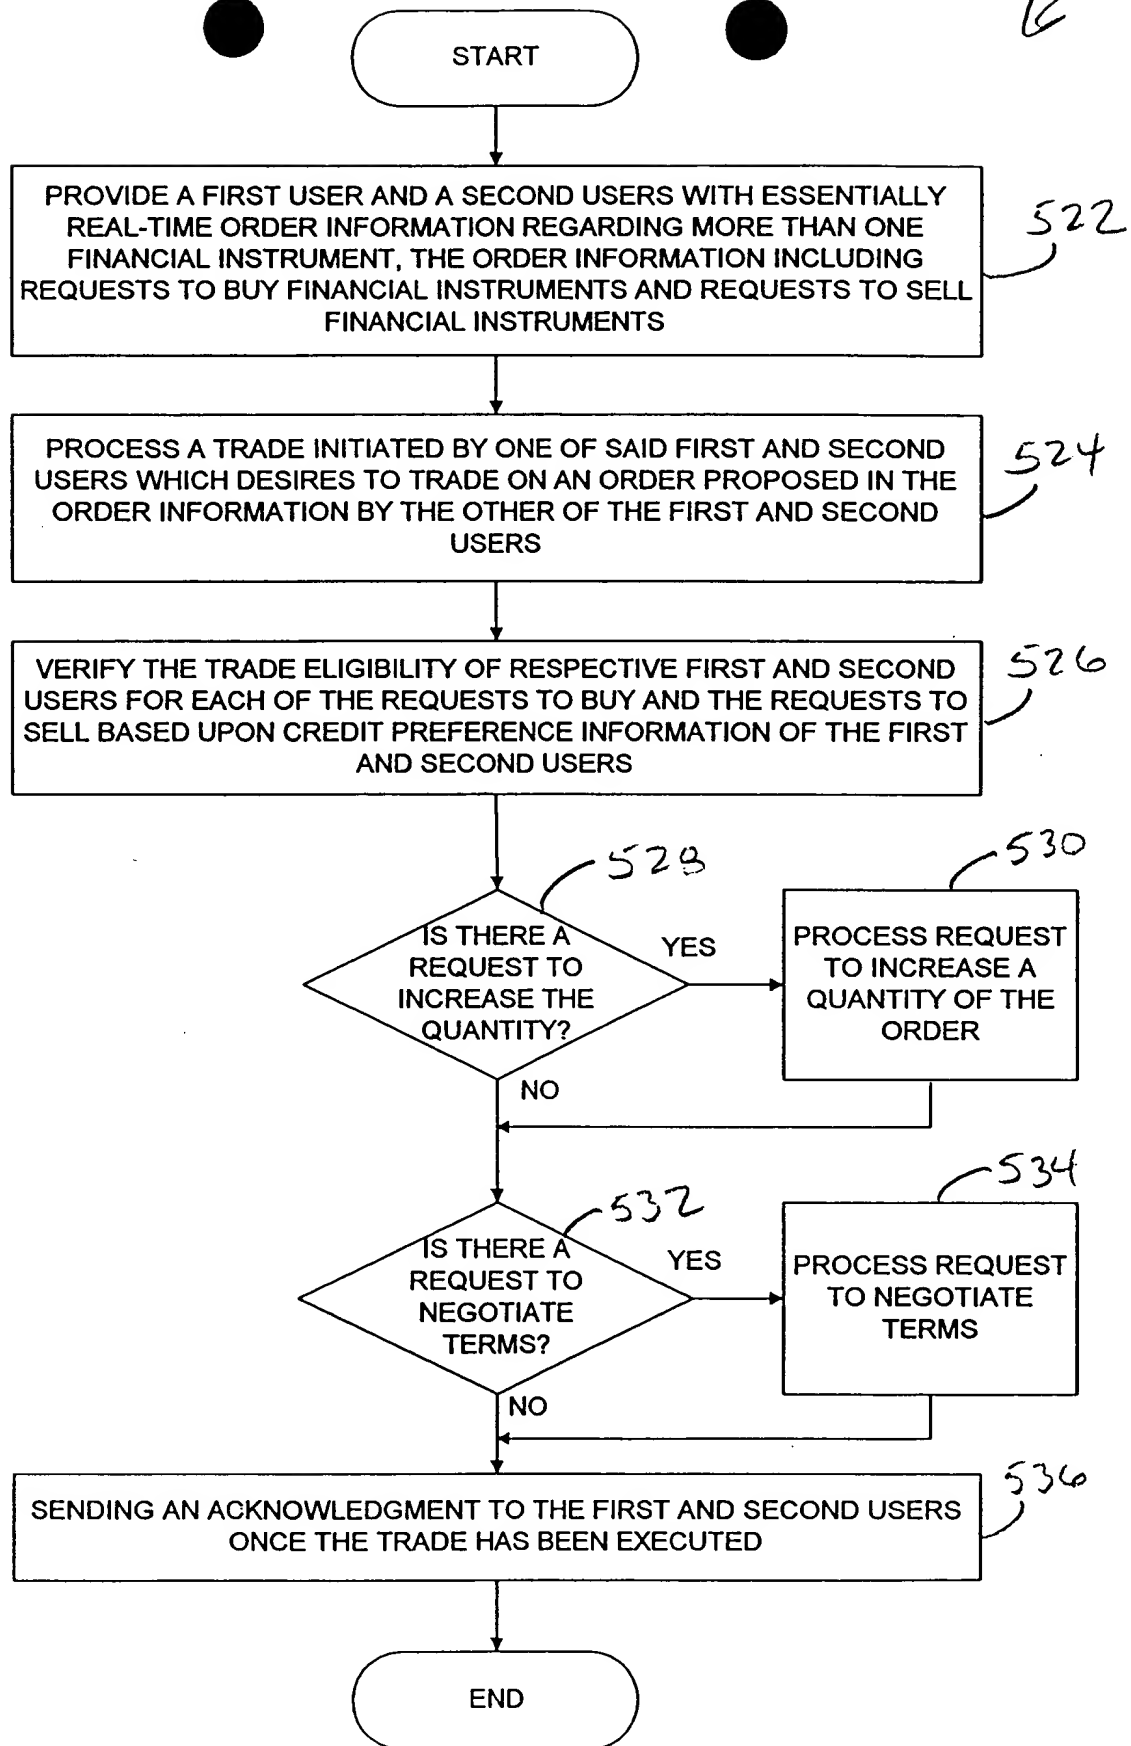 START
PROVIDE A FIRST USER AND A SECOND USERS WITH ESSENTIALLY
REAL-TIME ORDER INFORMATION REGARDING MORE THAN ONE
FINANCIAL INSTRUMENT, THE ORDER INFORMATION INCLUDING
REQUESTS TO BUY FINANCIAL INSTRUMENTS AND REQUESTS TO SELL
FINANCIAL INSTRUMENTS
522
PROCESS A TRADE INITIATED BY ONE OF SAID FIRST AND SECOND
USERS WHICH DESIRES TO TRADE ON AN ORDER PROPOSED IN THE
ORDER INFORMATION BY THE OTHER OF THE FIRST AND SECOND
USERS
524
VERIFY THE TRADE ELIGIBILITY OF RESPECTIVE FIRST AND SECOND
USERS FOR EACH OF THE REQUESTS TO BUY AND THE REQUESTS TO
SELL BASED UPON CREDIT PREFERENCE INFORMATION OF THE FIRST
AND SECOND USERS
526
528
IS THERE A
REQUEST TO
INCREASE THE
QUANTITY?
YES
NO
530
PROCESS REQUEST
TO INCREASE A
QUANTITY OF THE
ORDER
532
IS THERE A
REQUEST TO
NEGOTIATE
TERMS?
YES
NO
534
PROCESS REQUEST
TO NEGOTIATE
TERMS
SENDING AN ACKNOWLEDGMENT TO THE FIRST AND SECOND USERS
ONCE THE TRADE HAS BEEN EXECUTED
536
END